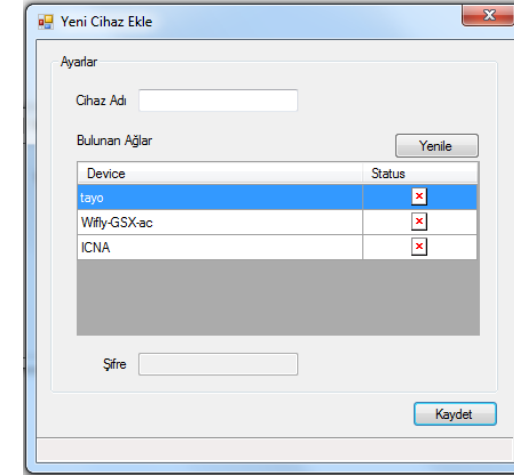 Yeni Cihaz Ekle
Ayarlar
Cihaz Adı
Bulunan Ağlar
Yenile
Device Status
tayo
Wifly-GSX-ac
ICNA
Şifre
Kaydet